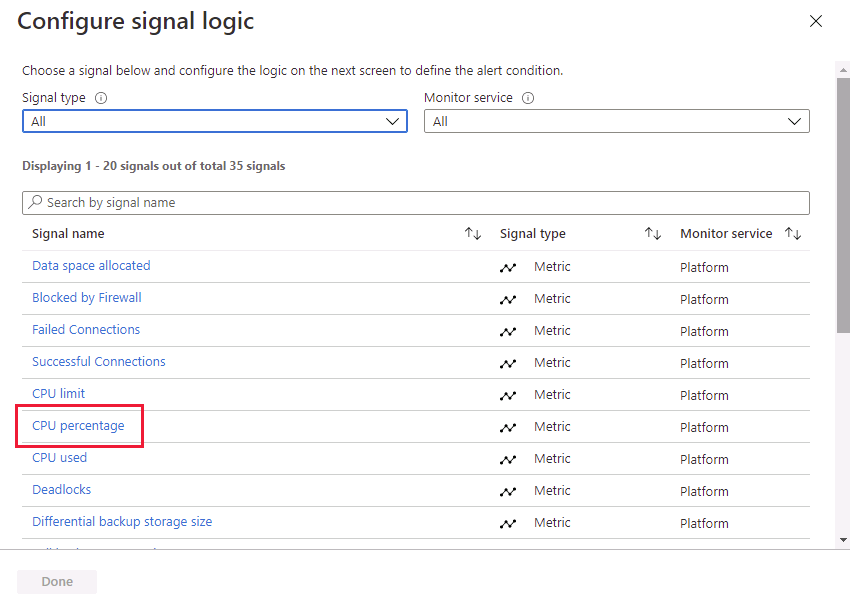 Configure signal logic
Choose a signal below and configure the logic on the next screen to define the alert condition.
Signal type Monitor service
All All
Displaying 1 - 20 signals out of total 35 signals
Search by signal name
Signal name Signal type Monitor service
Data space allocated Metric Platform
Blocked by Firewall Metric Platform
Failed Connections Metric Platform
Successful Connections Metric Platform
CPU limit Metric Platform
CPU percentage Metric Platform
CPU used Metric Platform
Deadlocks Metric Platform
Differential backup storage size Metric Platform
Done